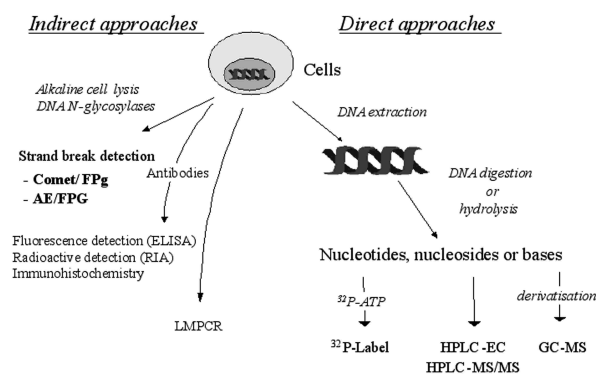 Indirect approaches
Direct approaches
Cells
Alkaline cell lysis
DNA N-glycosylases
DNA extraction
Strand break detection
- Comet/ FPg
- AE/FPG
Antibodies
DNA digestion
or
hydrolysis
Fluorescence detection (ELISA)
Radioactive detection (RIA)
Immunohistochemistry
Nucleotides, nucleosides or bases
32P-ATP
derivatisation
LMPCR
32P-Label
HPLC-EC
HPLC-MS/MS
GC-MS